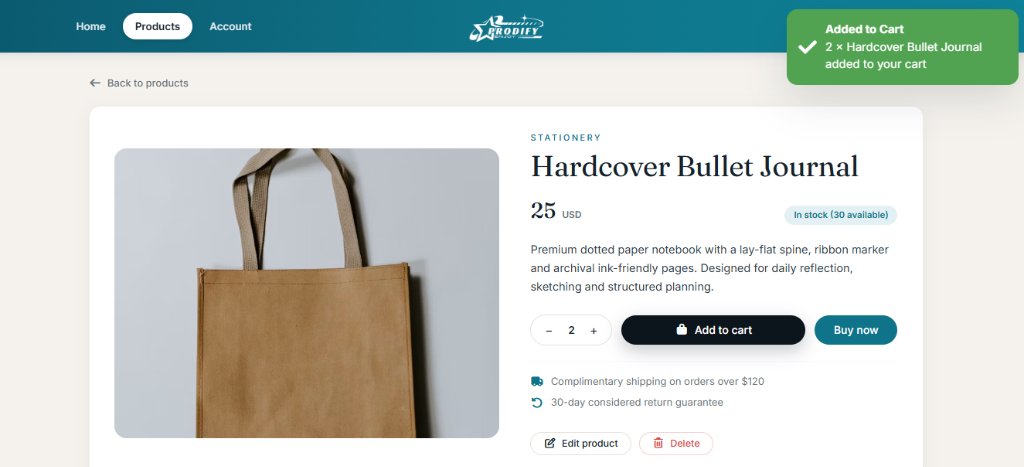 Home
Products
Account
PRODIFY
Added to Cart
2 × Hardcover Bullet Journal
added to your cart
Back to products
STATIONERY
Hardcover Bullet Journal
25 USD
In stock (30 available)
Premium dotted paper notebook with a lay-flat spine, ribbon marker
and archival ink-friendly pages. Designed for daily reflection,
sketching and structured planning.
− 2 +
Add to cart
Buy now
Complimentary shipping on orders over $120
30-day considered return guarantee
Edit product
Delete